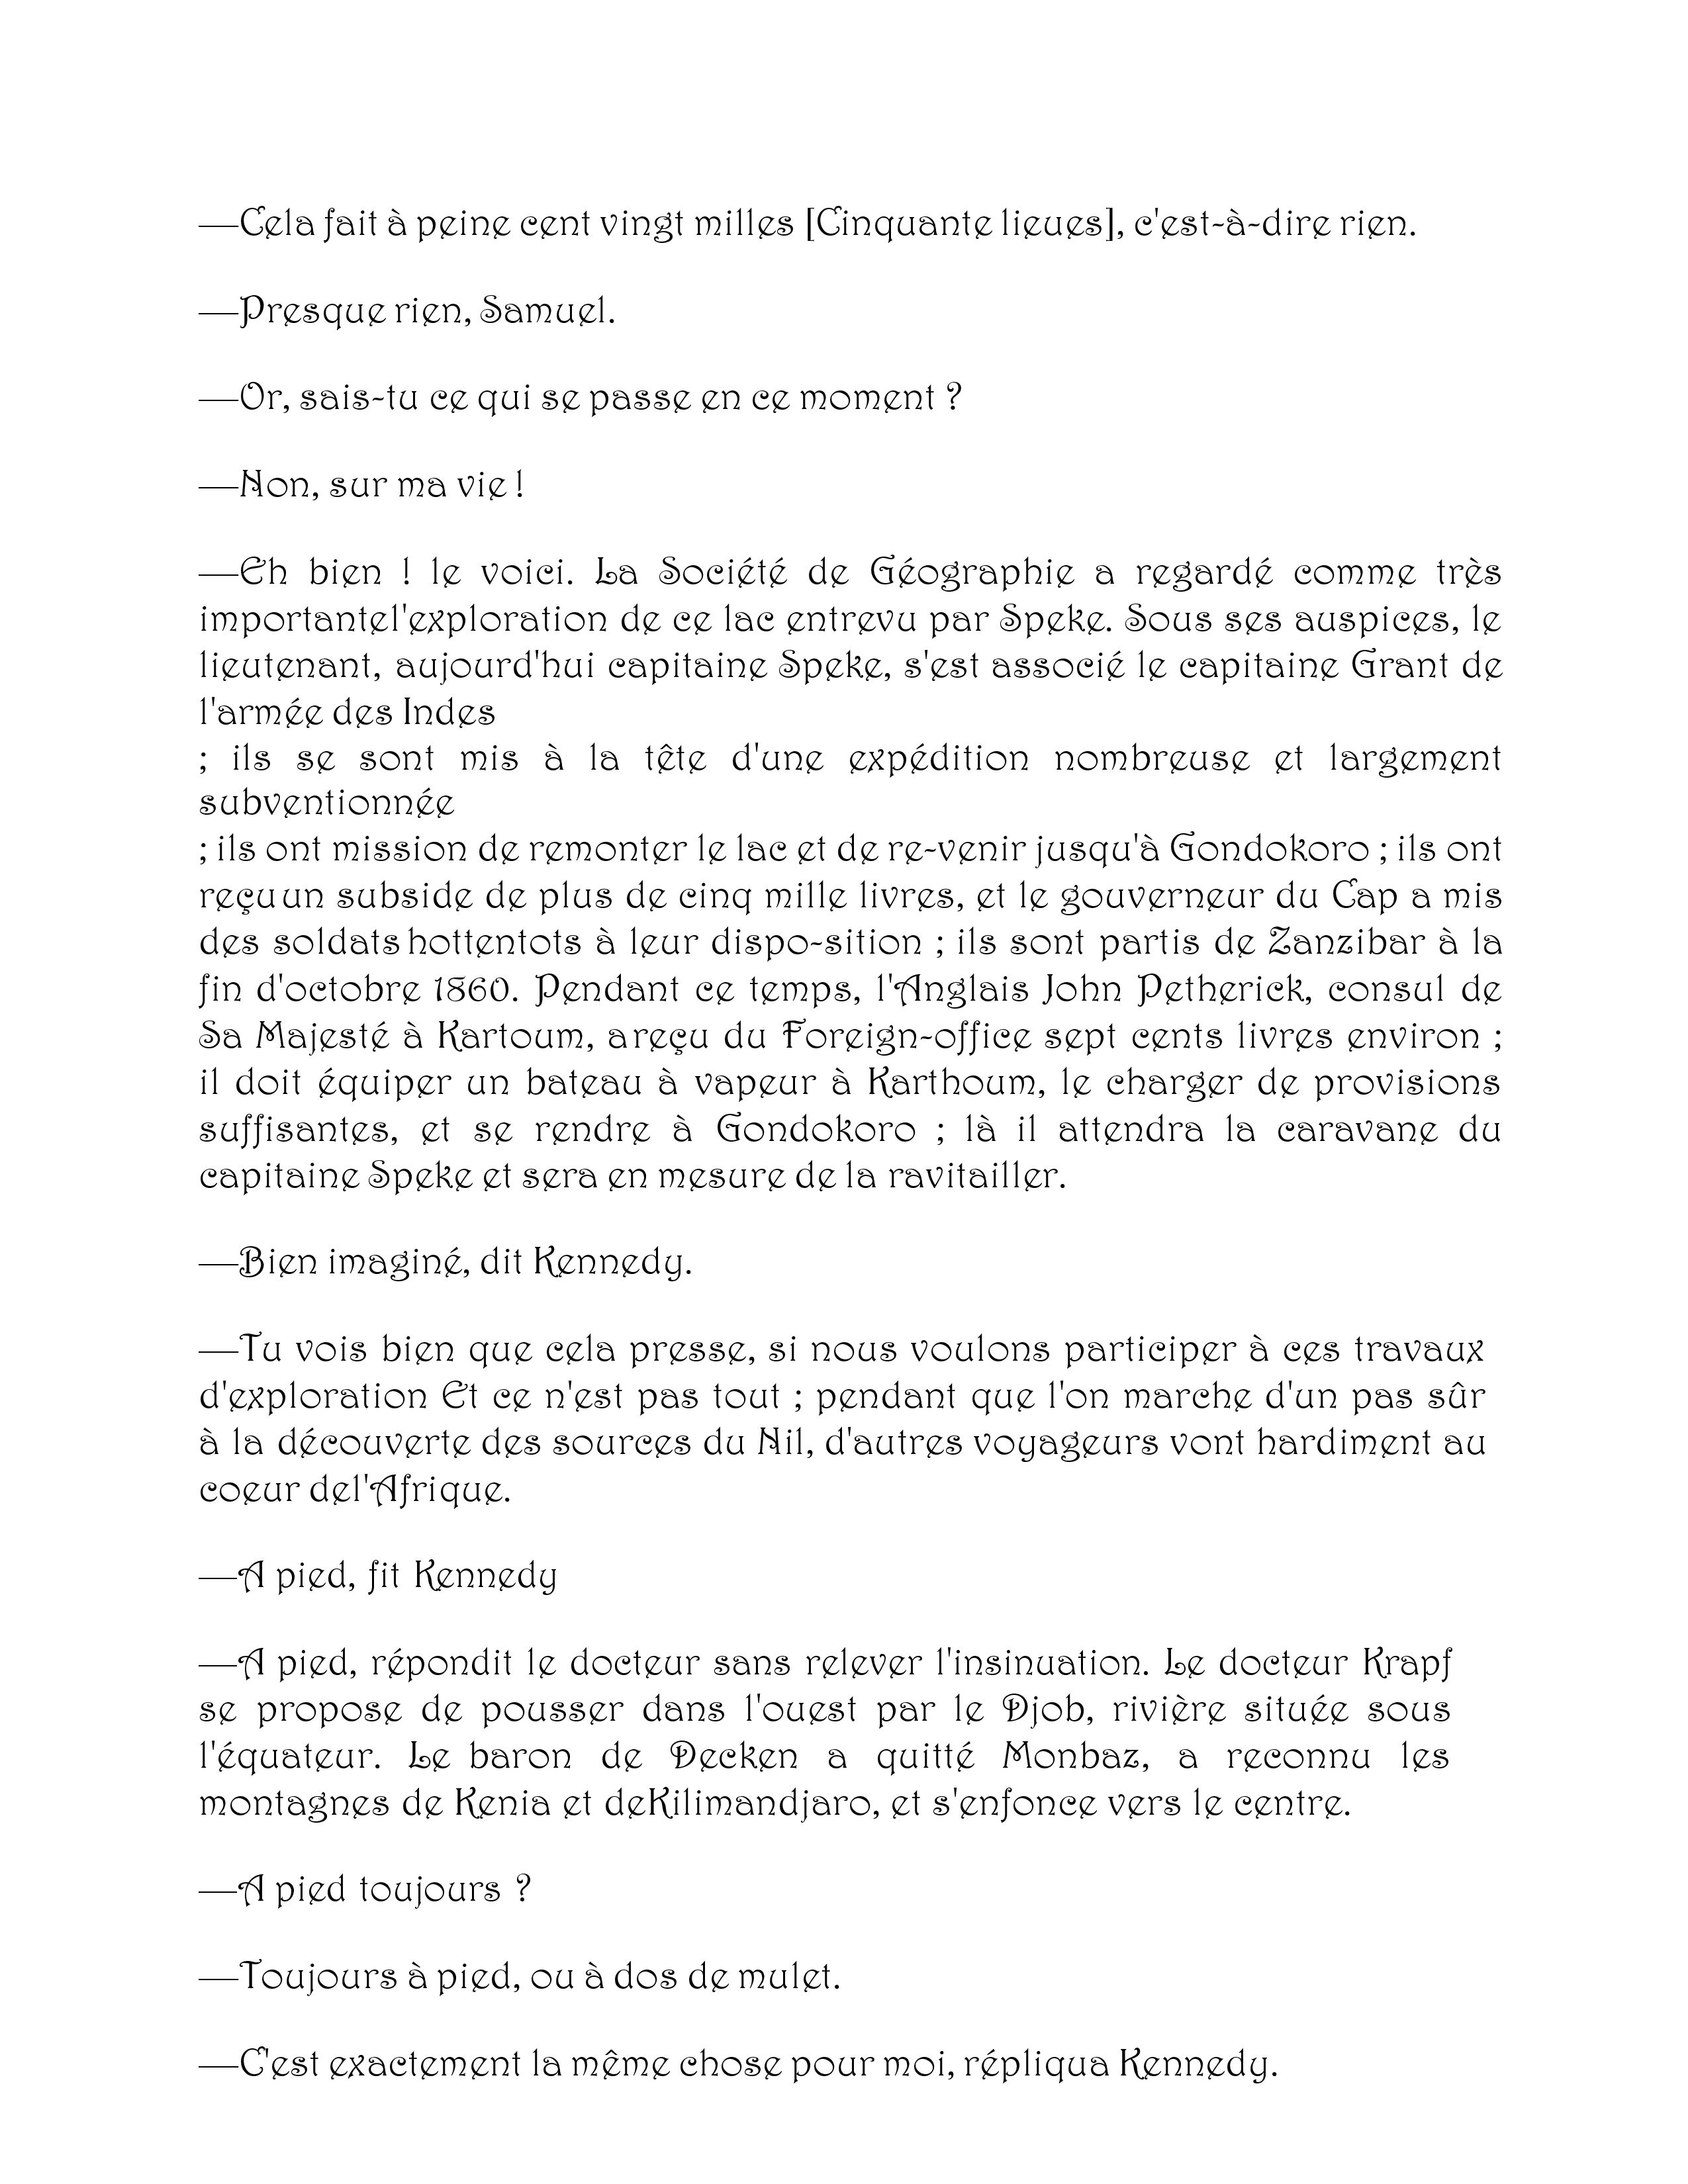 —Cela fait à peine cent vingt milles [Cinquante lieues], c'est-à-dire rien.
—Presque rien, Samuel.
—Or, sais-tu ce qui se passe en ce moment ?
—Non, sur ma vie !
—Eh bien ! le voici. La Société de Géographie a regardé comme très
importantel'exploration de ce lac entrevu par Speke. Sous ses auspices, le
lieutenant, aujourd'hui capitaine Speke, s'est associé le capitaine Grant de
l'armée des Indes
; ils se sont mis à la tête d'une expédition nombreuse et largement
subventionnée
; ils ont mission de remonter le lac et de re-venir jusqu'à Gondokoro ; ils ont
reçuun subside de plus de cinq mille livres, et le gouverneur du Cap a mis
des soldats hottentots à leur dispo-sition ; ils sont partis de Zanzibar à la
fin d'octobre 1860. Pendant ce temps, l'Anglais John Petherick, consul de
Sa Majesté à Kartoum, areçu du Foreign-office sept cents livres environ ;
il doit équiper un bateau à vapeur à Karthoum, le charger de provisions
suffisantes, et se rendre à Gondokoro ; là il attendra la caravane du
capitaine Speke et sera en mesure de la ravitailler.
—Bien imaginé, dit Kennedy.
—Tu vois bien que cela presse, si nous voulons participer à ces travaux
d'exploration Et ce n'est pas tout ; pendant que l'on marche d'un pas sûr
à la découverte des sources du Nil, d'autres voyageurs vont hardiment au
coeur del'Afrique.
—A pied, fit Kennedy
—A pied, répondit le docteur sans relever l'insinuation. Le docteur Krapf
se propose de pousser dans l'ouest par le Djob, rivière située sous
l'équateur. Le baron de Decken a quitté Monbaz, a reconnu les
montagnes de Kenia et deKilimandjaro, et s'enfonce vers le centre.
—A pied toujours ?
—Toujours à pied, ou à dos de mulet.
—C'est exactement la même chose pour moi, répliqua Kennedy.